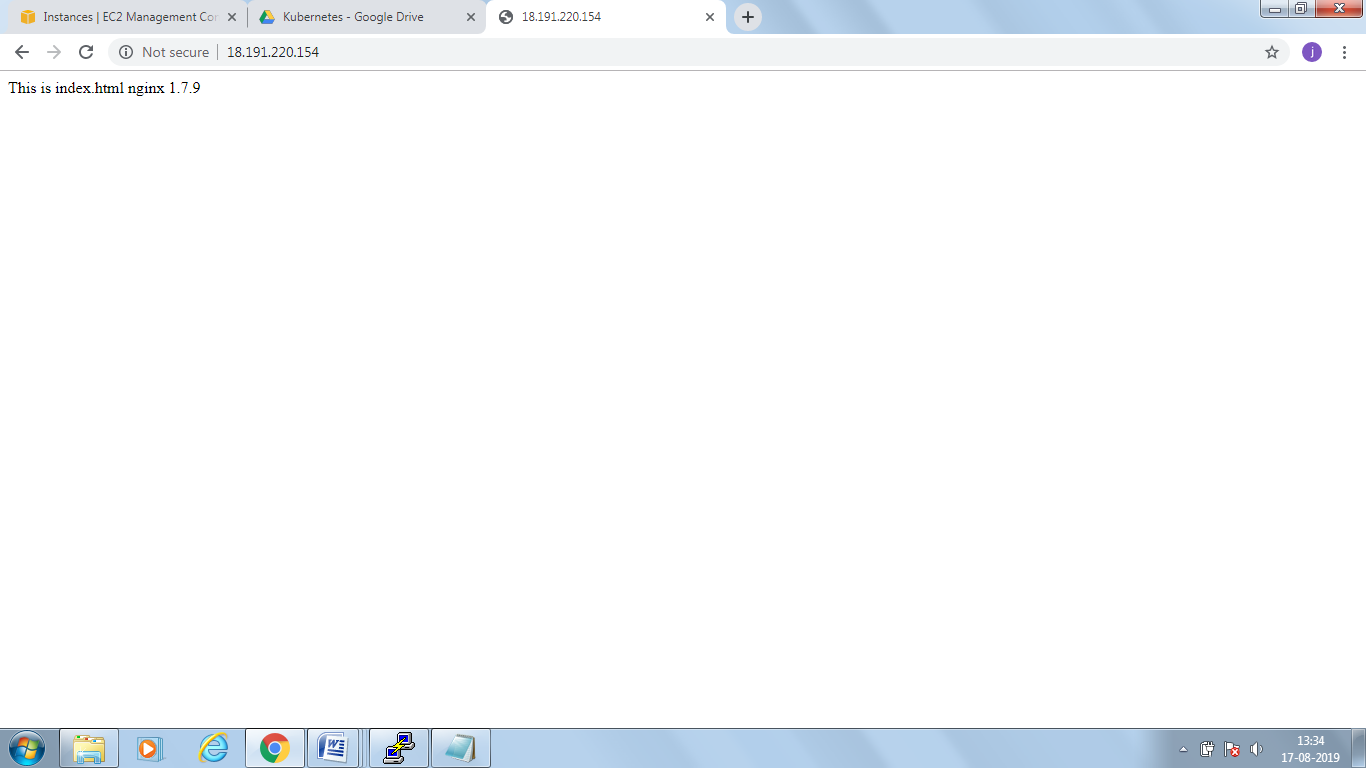 Instances | EC2 Management Con
Kubernetes - Google Drive
18.191.220.154
Not secure
18.191.220.154
j
This is index.html nginx 1.7.9
13:34
17-08-2019